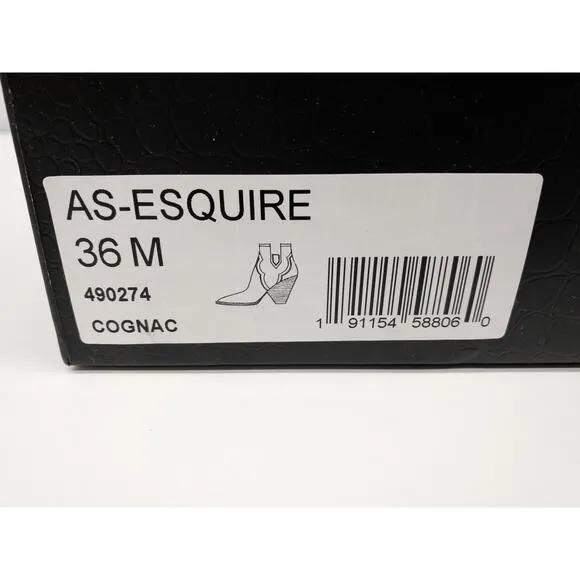 AS-ESQUIRE
36 M
490274
COGNAC
1 91154 58806 0